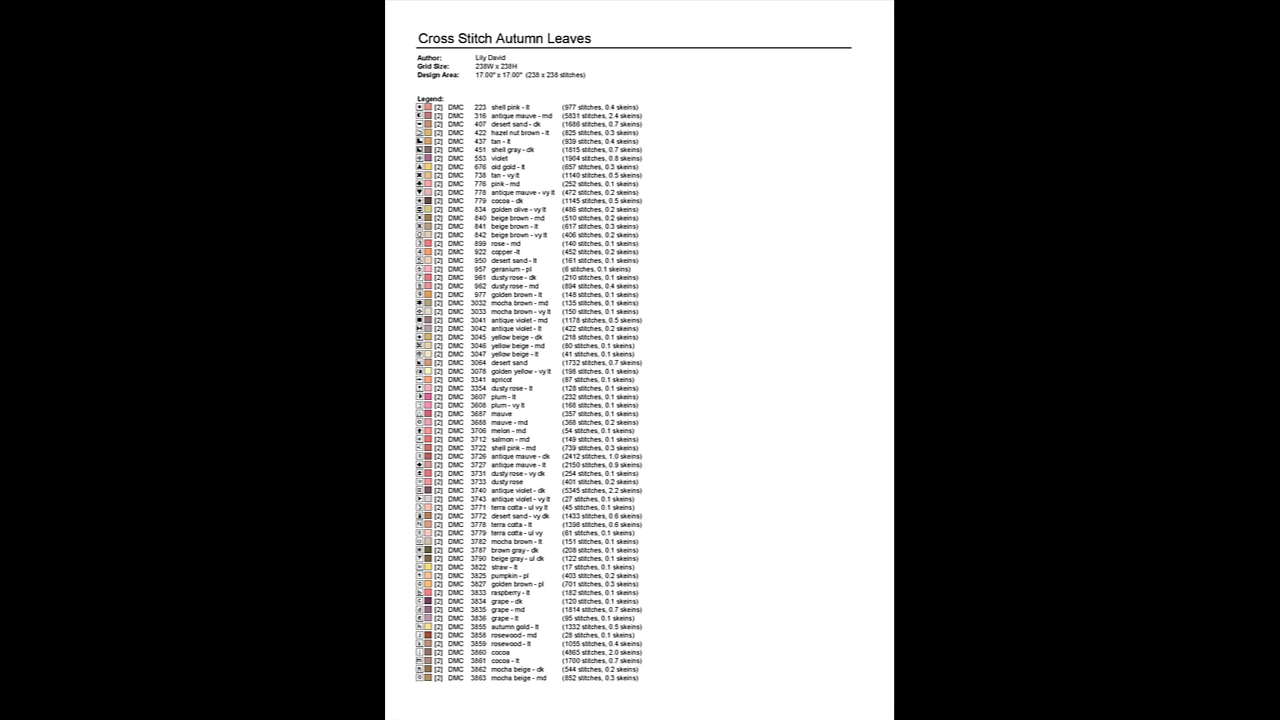 Cross Stitch Autumn Leaves
Author: Lily David
Grid Size: 238W x 238H
Design Area: 17.00" x 17.00" (238 x 238 stitches)
Legend:
[2] DMC 223 shell pink - lt (977 stitches, 0.4 skeins)
[2] DMC 316 antique mauve - md (5831 stitches, 2.4 skeins)
[2] DMC 407 desert sand - dk (1686 stitches, 0.7 skeins)
[2] DMC 422 hazel nut brown - lt (825 stitches, 0.3 skeins)
[2] DMC 437 tan - lt (939 stitches, 0.4 skeins)
[2] DMC 451 shell gray - dk (1815 stitches, 0.7 skeins)
[2] DMC 553 violet (1904 stitches, 0.8 skeins)
[2] DMC 676 old gold - lt (657 stitches, 0.3 skeins)
[2] DMC 738 tan - vy lt (1140 stitches, 0.5 skeins)
[2] DMC 776 pink - md (252 stitches, 0.1 skeins)
[2] DMC 778 antique mauve - vy lt (472 stitches, 0.2 skeins)
[2] DMC 779 cocoa - dk (1145 stitches, 0.5 skeins)
[2] DMC 834 golden olive - vy lt (486 stitches, 0.2 skeins)
[2] DMC 840 beige brown - md (510 stitches, 0.2 skeins)
[2] DMC 841 beige brown - lt (617 stitches, 0.3 skeins)
[2] DMC 842 beige brown - vy lt (406 stitches, 0.2 skeins)
[2] DMC 899 rose - md (140 stitches, 0.1 skeins)
[2] DMC 922 copper -lt (452 stitches, 0.2 skeins)
[2] DMC 950 desert sand - lt (161 stitches, 0.1 skeins)
[2] DMC 957 geranium - pl (6 stitches, 0.1 skeins)
[2] DMC 961 dusty rose - dk (210 stitches, 0.1 skeins)
[2] DMC 962 dusty rose - md (894 stitches, 0.4 skeins)
[2] DMC 977 golden brown - lt (148 stitches, 0.1 skeins)
[2] DMC 3032 mocha brown - md (135 stitches, 0.1 skeins)
[2] DMC 3033 mocha brown - vy lt (150 stitches, 0.1 skeins)
[2] DMC 3041 antique violet - md (1178 stitches, 0.5 skeins)
[2] DMC 3042 antique violet - lt (422 stitches, 0.2 skeins)
[2] DMC 3045 yellow beige - dk (218 stitches, 0.1 skeins)
[2] DMC 3046 yellow beige - md (80 stitches, 0.1 skeins)
[2] DMC 3047 yellow beige - lt (41 stitches, 0.1 skeins)
[2] DMC 3064 desert sand (1732 stitches, 0.7 skeins)
[2] DMC 3078 golden yellow - vy lt (198 stitches, 0.1 skeins)
[2] DMC 3341 apricot (87 stitches, 0.1 skeins)
[2] DMC 3354 dusty rose - lt (128 stitches, 0.1 skeins)
[2] DMC 3607 plum - lt (232 stitches, 0.1 skeins)
[2] DMC 3608 plum - vy lt (168 stitches, 0.1 skeins)
[2] DMC 3687 mauve (357 stitches, 0.1 skeins)
[2] DMC 3688 mauve - md (368 stitches, 0.2 skeins)
[2] DMC 3706 melon - md (54 stitches, 0.1 skeins)
[2] DMC 3712 salmon - md (149 stitches, 0.1 skeins)
[2] DMC 3722 shell pink - md (739 stitches, 0.3 skeins)
[2] DMC 3726 antique mauve - dk (2412 stitches, 1.0 skeins)
[2] DMC 3727 antique mauve - lt (2150 stitches, 0.9 skeins)
[2] DMC 3731 dusty rose - vy dk (254 stitches, 0.1 skeins)
[2] DMC 3733 dusty rose (401 stitches, 0.2 skeins)
[2] DMC 3740 antique violet - dk (5345 stitches, 2.2 skeins)
[2] DMC 3743 antique violet - vy lt (27 stitches, 0.1 skeins)
[2] DMC 3771 terra cotta - ul vy lt (45 stitches, 0.1 skeins)
[2] DMC 3772 desert sand - vy dk (1433 stitches, 0.6 skeins)
[2] DMC 3778 terra cotta - lt (1398 stitches, 0.6 skeins)
[2] DMC 3779 terra cotta - ul vy (61 stitches, 0.1 skeins)
[2] DMC 3782 mocha brown - lt (151 stitches, 0.1 skeins)
[2] DMC 3787 brown gray - dk (208 stitches, 0.1 skeins)
[2] DMC 3790 beige gray - ul dk (122 stitches, 0.1 skeins)
[2] DMC 3822 straw - lt (17 stitches, 0.1 skeins)
[2] DMC 3825 pumpkin - pl (403 stitches, 0.2 skeins)
[2] DMC 3827 golden brown - pl (701 stitches, 0.3 skeins)
[2] DMC 3833 raspberry - lt (182 stitches, 0.1 skeins)
[2] DMC 3834 grape - dk (120 stitches, 0.1 skeins)
[2] DMC 3835 grape - md (1814 stitches, 0.7 skeins)
[2] DMC 3836 grape - lt (95 stitches, 0.1 skeins)
[2] DMC 3855 autumn gold - lt (1332 stitches, 0.5 skeins)
[2] DMC 3858 rosewood - md (28 stitches, 0.1 skeins)
[2] DMC 3859 rosewood - lt (1055 stitches, 0.4 skeins)
[2] DMC 3860 cocoa (4865 stitches, 2.0 skeins)
[2] DMC 3861 cocoa - lt (1700 stitches, 0.7 skeins)
[2] DMC 3862 mocha beige - dk (544 stitches, 0.2 skeins)
[2] DMC 3863 mocha beige - md (852 stitches, 0.3 skeins)